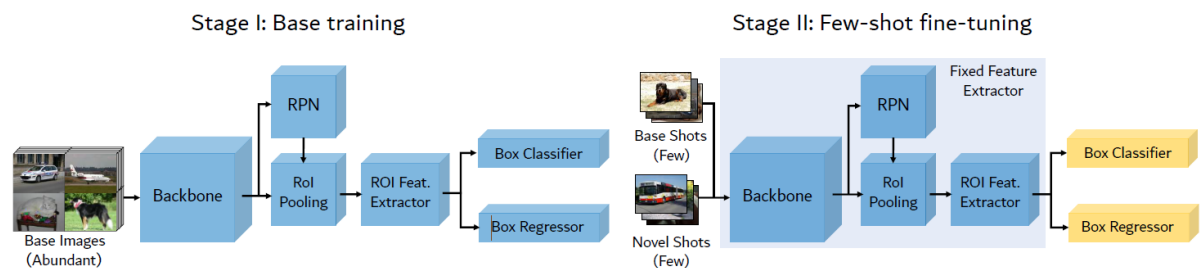 Stage I: Base training
RPN
Backbone
RoI
Pooling
ROI Feat.
Extractor
Box Classifier
Box Regressor
Base Images
(Abundant)
Stage II: Few-shot fine-tuning
Fixed Feature
Extractor
RPN
Base Shots
(Few)
Backbone
RoI
Pooling
ROI Feat.
Extractor
Box Classifier
Box Regressor
Novel Shots
(Few)